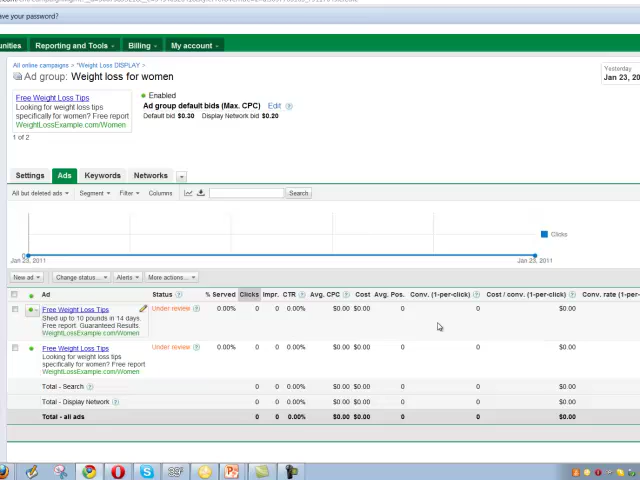 ave your password?
unities Reporting and Tools Billing My account
All online campaigns > "Weight Loss DISPLAY >
Ad group: Weight loss for women
Yesterday
Jan 23, 20
Free Weight Loss Tips
Looking for weight loss tips
specifically for women? Free report
WeightLossExample.com/Women
1 of 2
Enabled
Ad group default bids (Max. CPC) Edit ?
Default bid $0.30 Display Network bid $0.20
Settings Ads Keywords Networks
All but deleted ads Segment Filter Columns Search
0
Clicks
Jan 23, 2011 Jan 23, 2011
New ad Change status... Alerts More actions...
Ad Status ? % Served Clicks Impr. CTR ? Avg. CPC ? Cost Avg. Pos. Conv. (1-per-click) ? Cost / conv. (1-per-click) ? Conv. rate (1-per-
Free Weight Loss Tips Under review ? 0.00% 0 0 0.00% $0.00 $0.00 0 0 $0.00
Shed up to 10 pounds in 14 days
Free report. Guaranteed Results
WeightLossExample.com/Women
Free Weight Loss Tips Under review ? 0.00% 0 0 0.00% $0.00 $0.00 0 0 $0.00
Looking for weight loss tips
specifically for women? Free report
WeightLossExample.com/Women
Total - Search ? 0 0 0.00% $0.00 $0.00 0 0 $0.00
Total - Display Network ? 0 0 0.00% $0.00 $0.00 0 0 $0.00
Total - all ads 0 0 0.00% $0.00 $0.00 0 0 $0.00